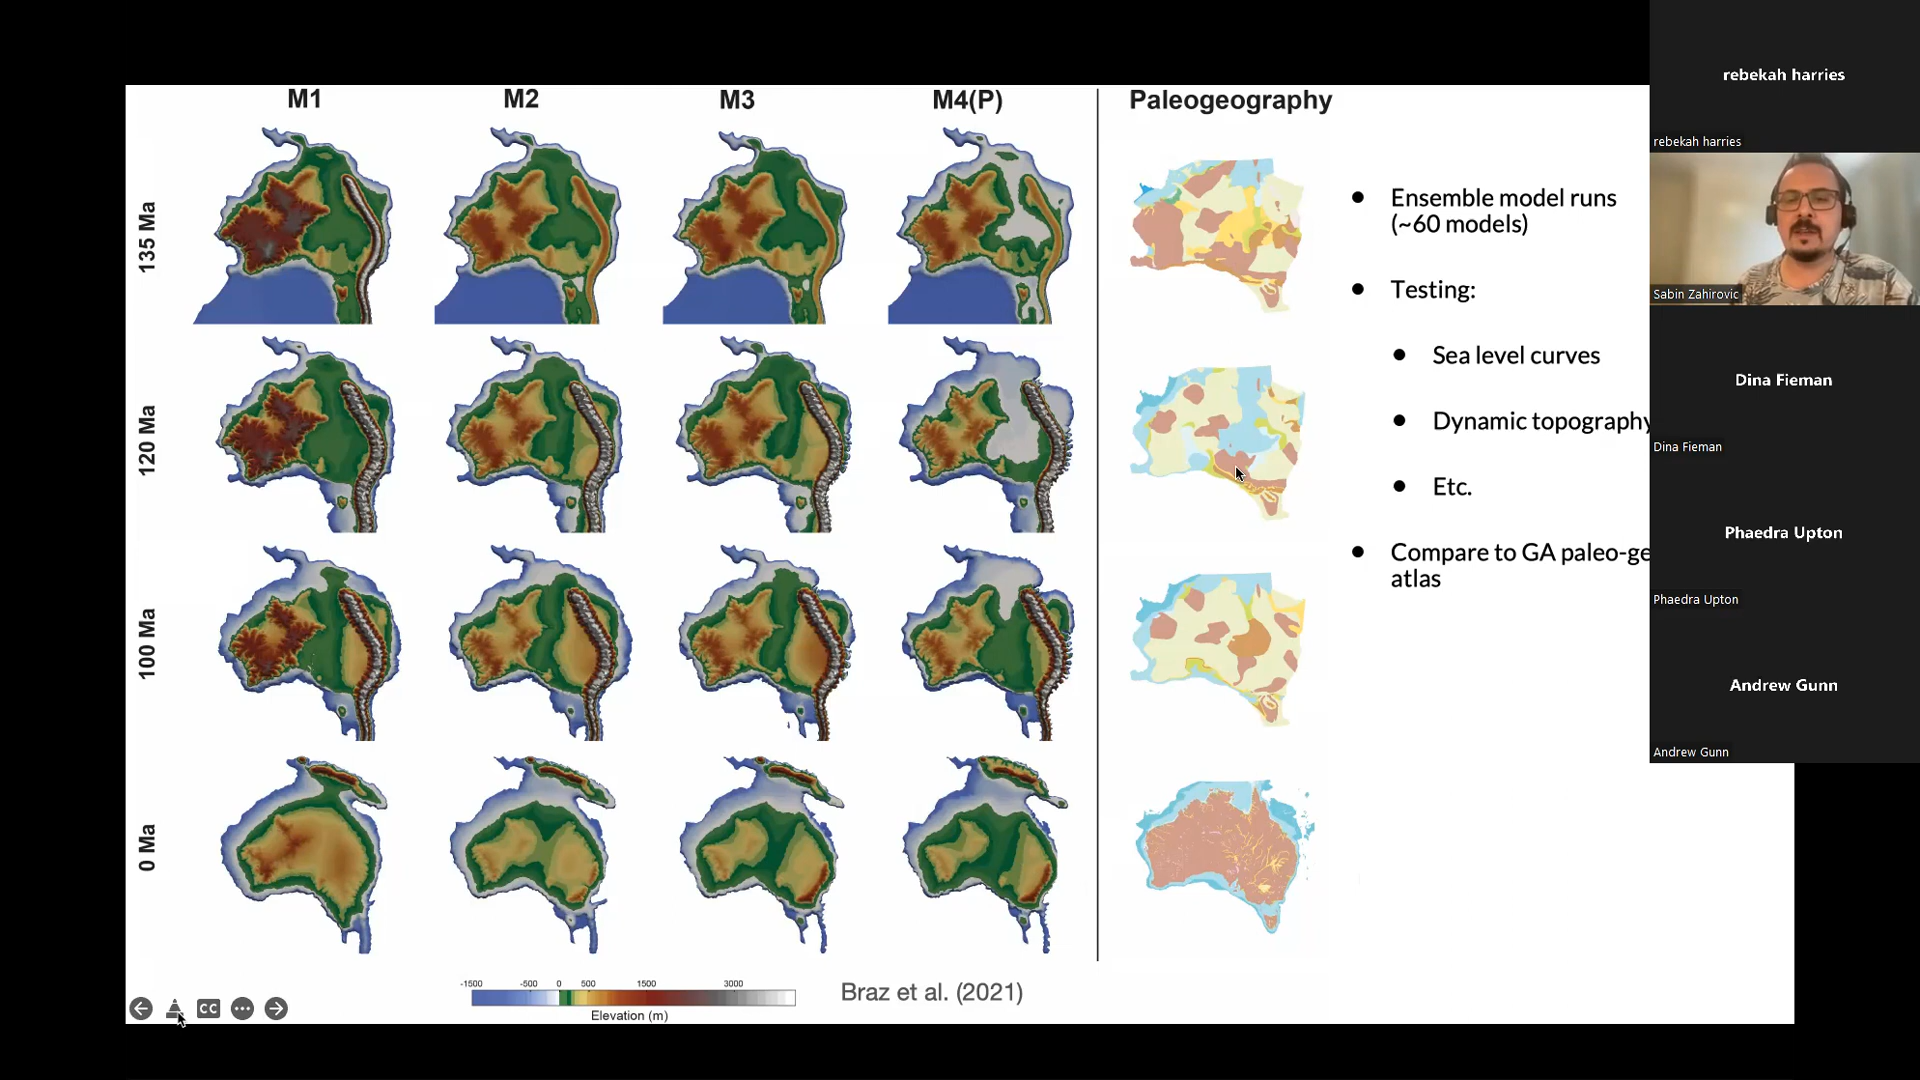 M1 M2 M3 M4(P) Paleogeography
135 Ma
120 Ma
100 Ma
0 Ma
• Ensemble model runs
(~60 models)
• Testing:
• Sea level curves
• Dynamic topography
• Etc.
• Compare to GA paleo-ge
atlas
-1500 -500 0 500 1500 3000
Elevation (m)
Braz et al. (2021)
CC
rebekah harries
rebekah harries
Sabin Zahirovic
Dina Fieman
Dina Fieman
Phaedra Upton
Phaedra Upton
Andrew Gunn
Andrew Gunn